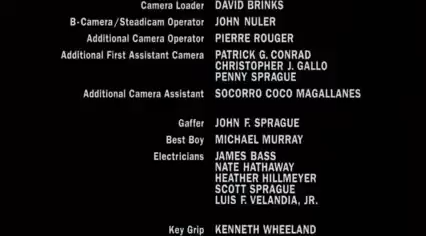 Camera Loader DAVID BRINKS
B-Camera/Steadicam Operator JOHN NULER
Additional Camera Operator PIERRE ROUGER
Additional First Assistant Camera PATRICK G. CONRAD
CHRISTOPHER J. GALLO
PENNY SPRAGUE
Additional Camera Assistant SOCORRO COCO MAGALLANES
Gaffer JOHN F. SPRAGUE
Best Boy MICHAEL MURRAY
Electricians JAMES BASS
NATE HATHAWAY
HEATHER HILLMEYER
SCOTT SPRAGUE
LUIS F. VELANDIA, JR.
Key Grip KENNETH WHEELAND